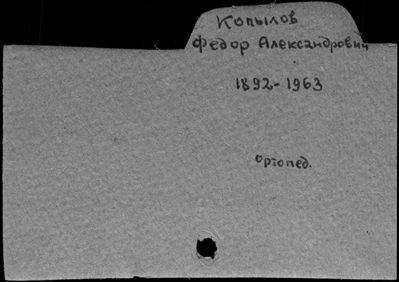 Копылов
Федор Александрович
1892-1963
ортопед.